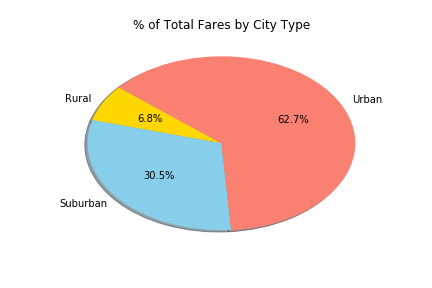 % of Total Fares by City Type
Rural
Urban
6.8%
62.7%
30.5%
Suburban